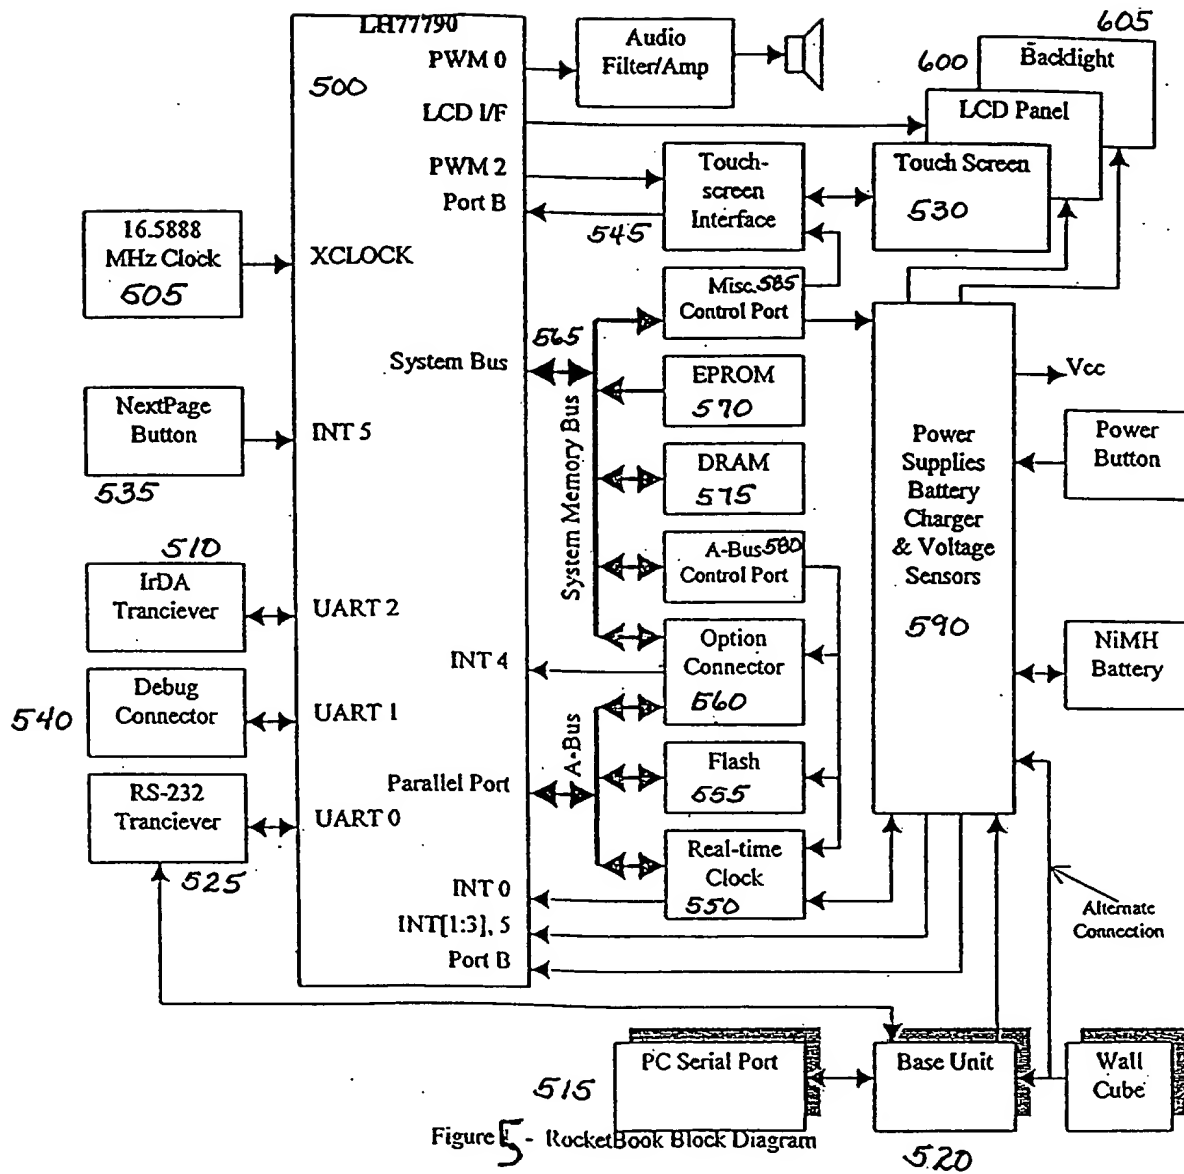 LH77790
500
PWM 0
LCD I/F
PWM 2
Port B
XCLOCK
System Bus
INT 5
UART 2
INT 4
UART 1
Parallel Port
UART 0
INT 0
INT[1:3], 5
Port B
Audio
Filter/Amp
605
600
Backlight
LCD Panel
Touch Screen
530
Touch-
screen
Interface
545
16.5888
MHz Clock
505
NextPage
Button
535
510
IrDA
Tranciever
540
Debug
Connector
RS-232
Tranciever
525
565
System Memory Bus
Misc. 585
Control Port
EPROM
570
DRAM
575
A-Bus 580
Control Port
Option
Connector
560
A-Bus
Flash
555
Real-time
Clock
550
Power
Supplies
Battery
Charger
& Voltage
Sensors
590
Vcc
Power
Button
NiMH
Battery
Alternate
Connection
515
PC Serial Port
Base Unit
520
Wall
Cube
Figure 5 - RocketBook Block Diagram